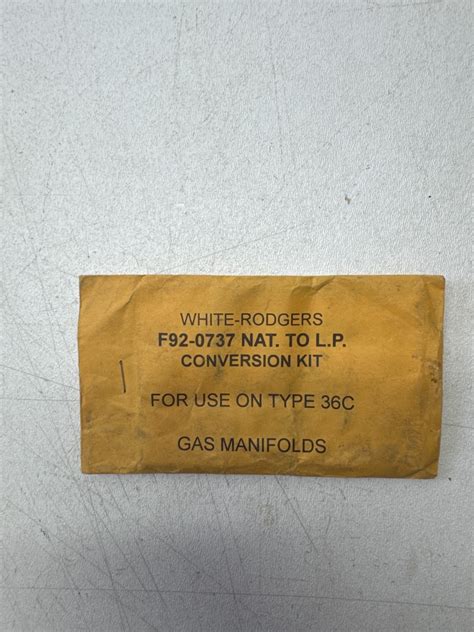 WHITE-RODGERS
F92-0737 NAT. TO L.P.
CONVERSION KIT
FOR USE ON TYPE 36C
GAS MANIFOLDS